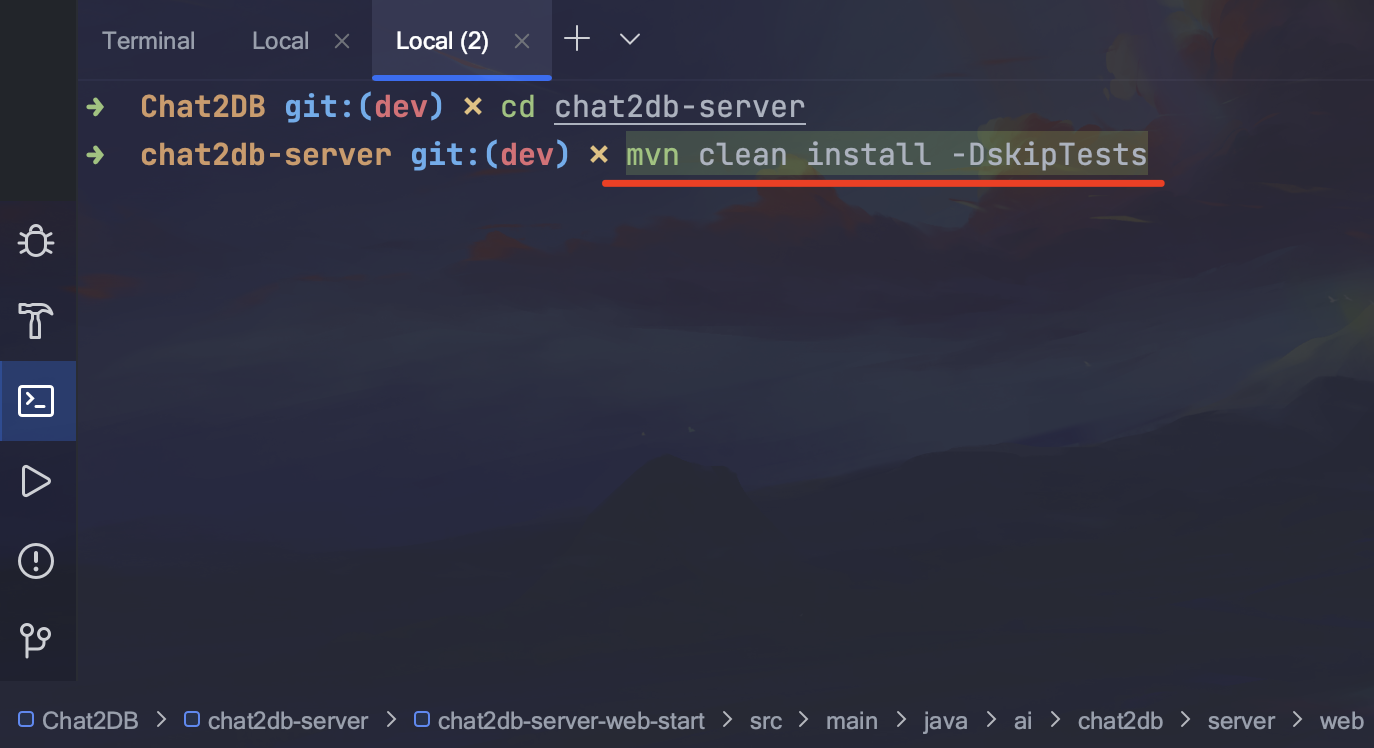 Terminal Local Local (2)
➜ Chat2DB git:(dev) ✗ cd chat2db-server
➜ chat2db-server git:(dev) ✗ mvn clean install -DskipTests
Chat2DB > chat2db-server > chat2db-server-web-start > src > main > java > ai > chat2db > server > web